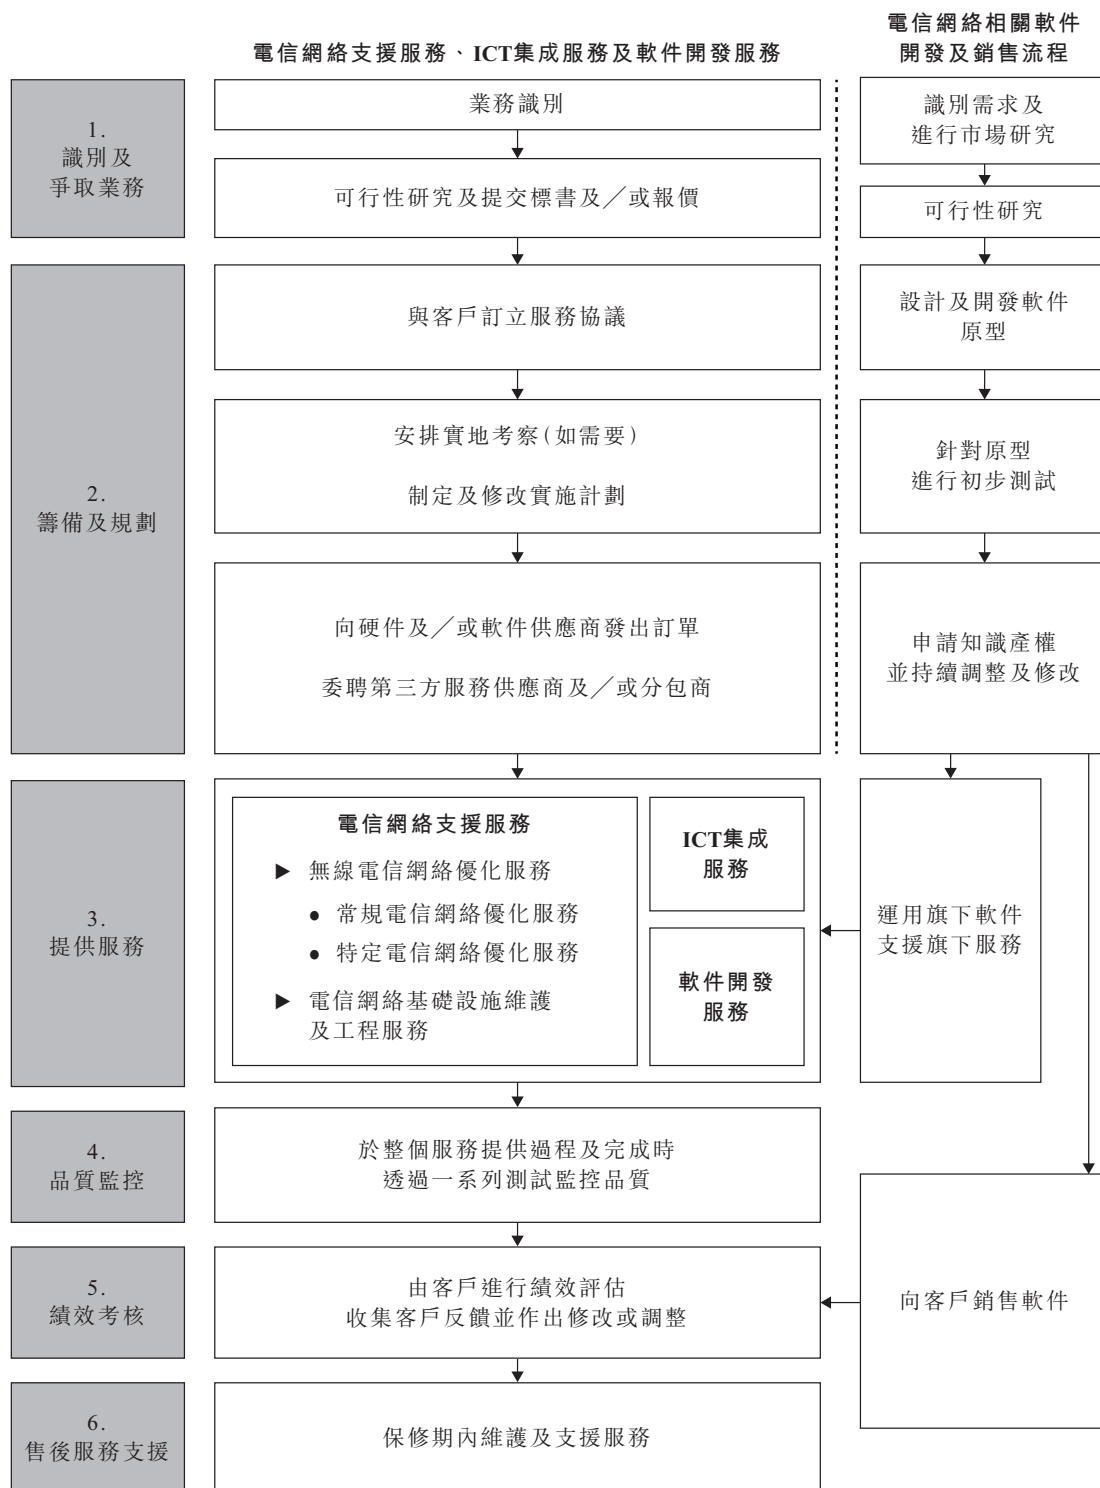 電信網絡支援服務、ICT集成服務及軟件開發服務
電信網絡相關軟件
開發及銷售流程
1.
識別及
爭取業務
業務識別
可行性研究及提交標書及／或報價
識別需求及
進行市場研究
可行性研究
2.
籌備及規劃
與客戶訂立服務協議
安排實地考察(如需要)
制定及修改實施計劃
向硬件及／或軟件供應商發出訂單
委聘第三方服務供應商及／或分包商
設計及開發軟件
原型
針對原型
進行初步測試
申請知識產權
並持續調整及修改
3.
提供服務
電信網絡支援服務
▶ 無線電信網絡優化服務
● 常規電信網絡優化服務
● 特定電信網絡優化服務
▶ 電信網絡基礎設施維護
及工程服務
ICT集成
服務
軟件開發
服務
運用旗下軟件
支援旗下服務
4.
品質監控
於整個服務提供過程及完成時
透過一系列測試監控品質
5.
績效考核
由客戶進行績效評估
收集客戶反饋並作出修改或調整
向客戶銷售軟件
6.
售後服務支援
保修期內維護及支援服務